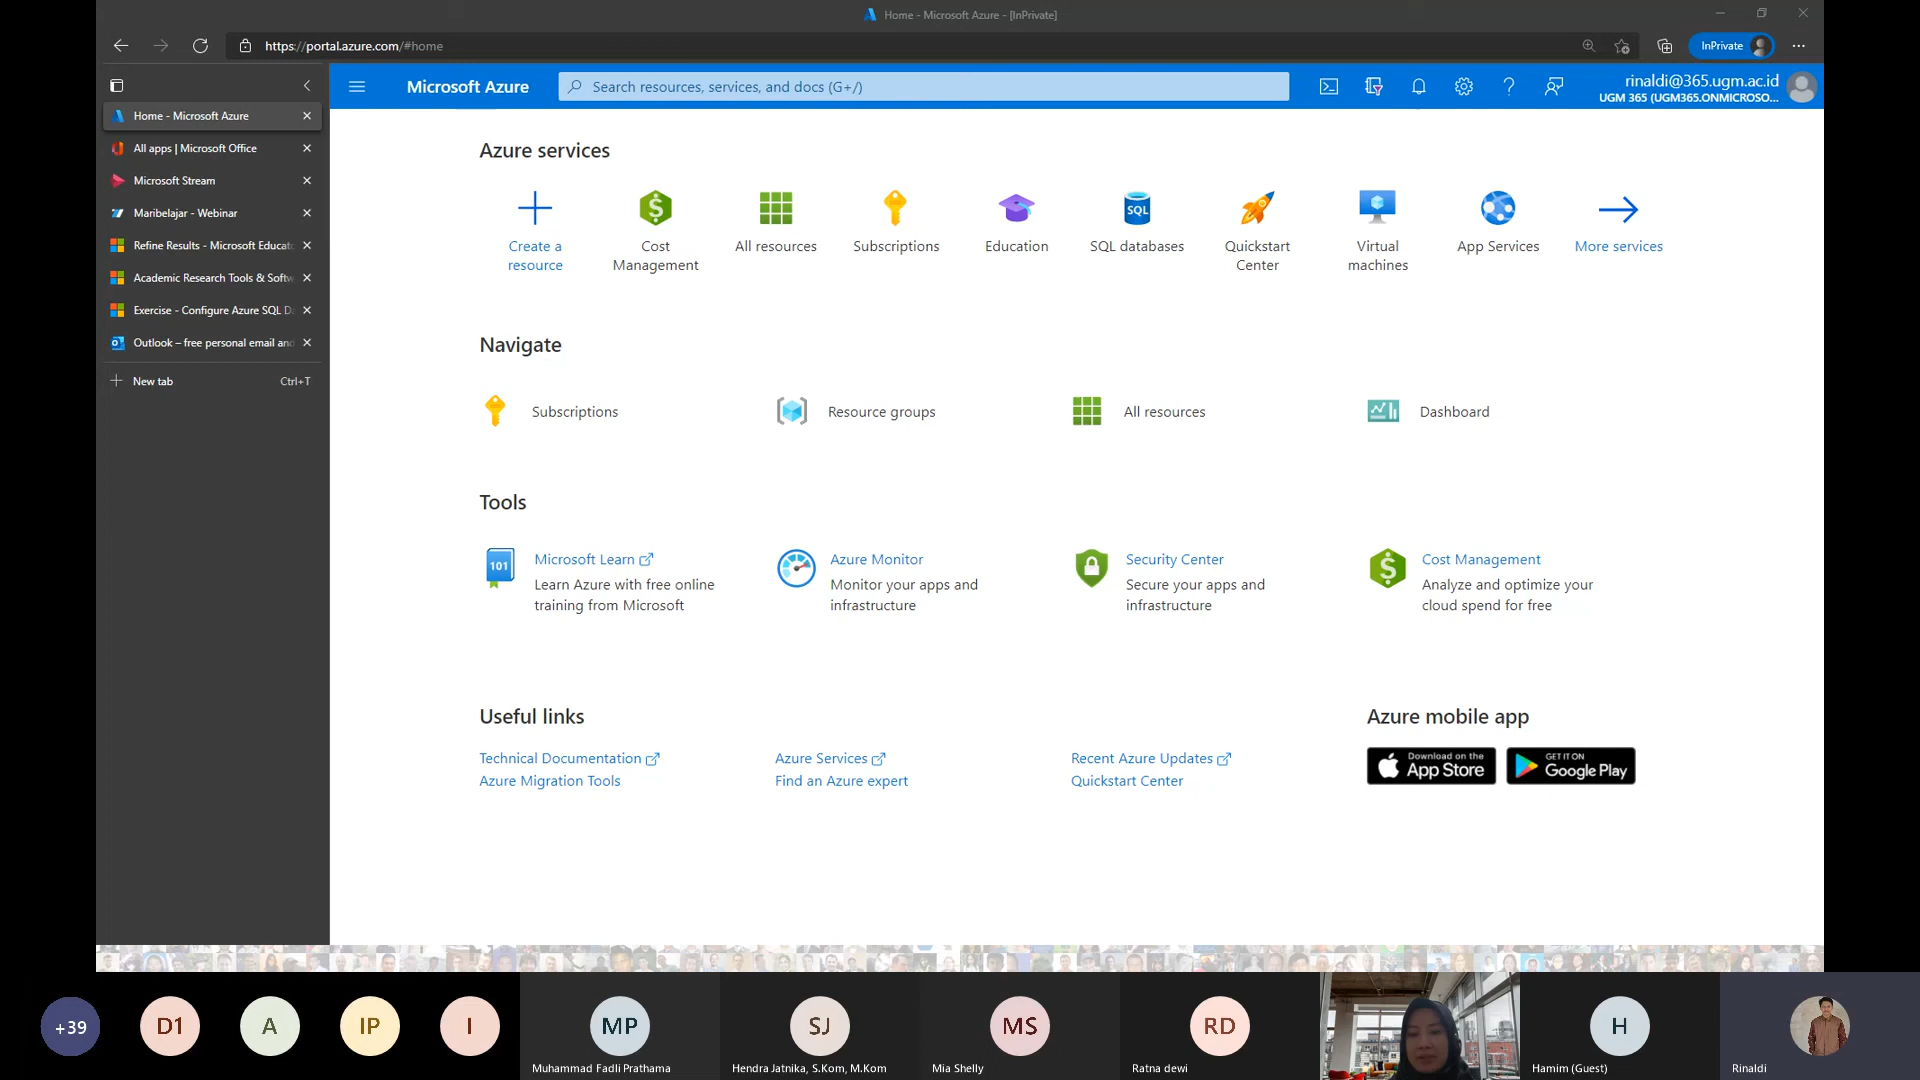 Home - Microsoft Azure - [InPrivate]
https://portal.azure.com/#home
InPrivate
Home - Microsoft Azure
All apps | Microsoft Office
Microsoft Stream
Maribelajar - Webinar
Refine Results - Microsoft Educat
Academic Research Tools & Softw
Exercise - Configure Azure SQL D
Outlook – free personal email and
New tab
Ctrl+T
Microsoft Azure
Search resources, services, and docs (G+/)
rinaldi@365.ugm.ac.id
UGM 365 (UGM365.ONMICROSO...
Azure services
Create a
resource
Cost
Management
All resources
Subscriptions
Education
SQL
SQL databases
Quickstart
Center
Virtual
machines
App Services
More services
Navigate
Subscriptions
Resource groups
All resources
Dashboard
Tools
101
Microsoft Learn
Learn Azure with free online
training from Microsoft
Azure Monitor
Monitor your apps and
infrastructure
Security Center
Secure your apps and
infrastructure
Cost Management
Analyze and optimize your
cloud spend for free
Useful links
Technical Documentation
Azure Migration Tools
Azure Services
Find an Azure expert
Recent Azure Updates
Quickstart Center
Azure mobile app
Download on the
App Store
GET IT ON
Google Play
+39
D1
A
IP
I
MP
Muhammad Fadli Prathama
SJ
Hendra Jatnika, S.Kom, M.Kom
MS
Mia Shelly
RD
Ratna dewi
H
Hamim (Guest)
Rinaldi